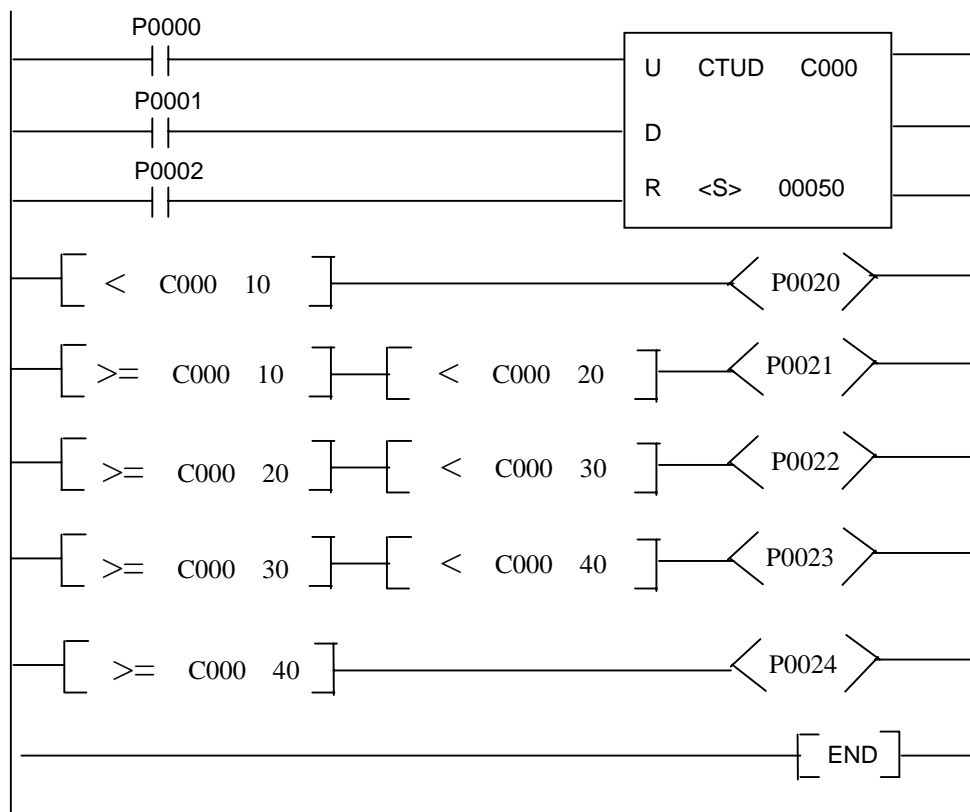 P0000
U CTUD C000
P0001
D
P0002
R <S> 00050
< C000 10 P0020
>= C000 10 < C000 20 P0021
>= C000 20 < C000 30 P0022
>= C000 30 < C000 40 P0023
>= C000 40 P0024
END